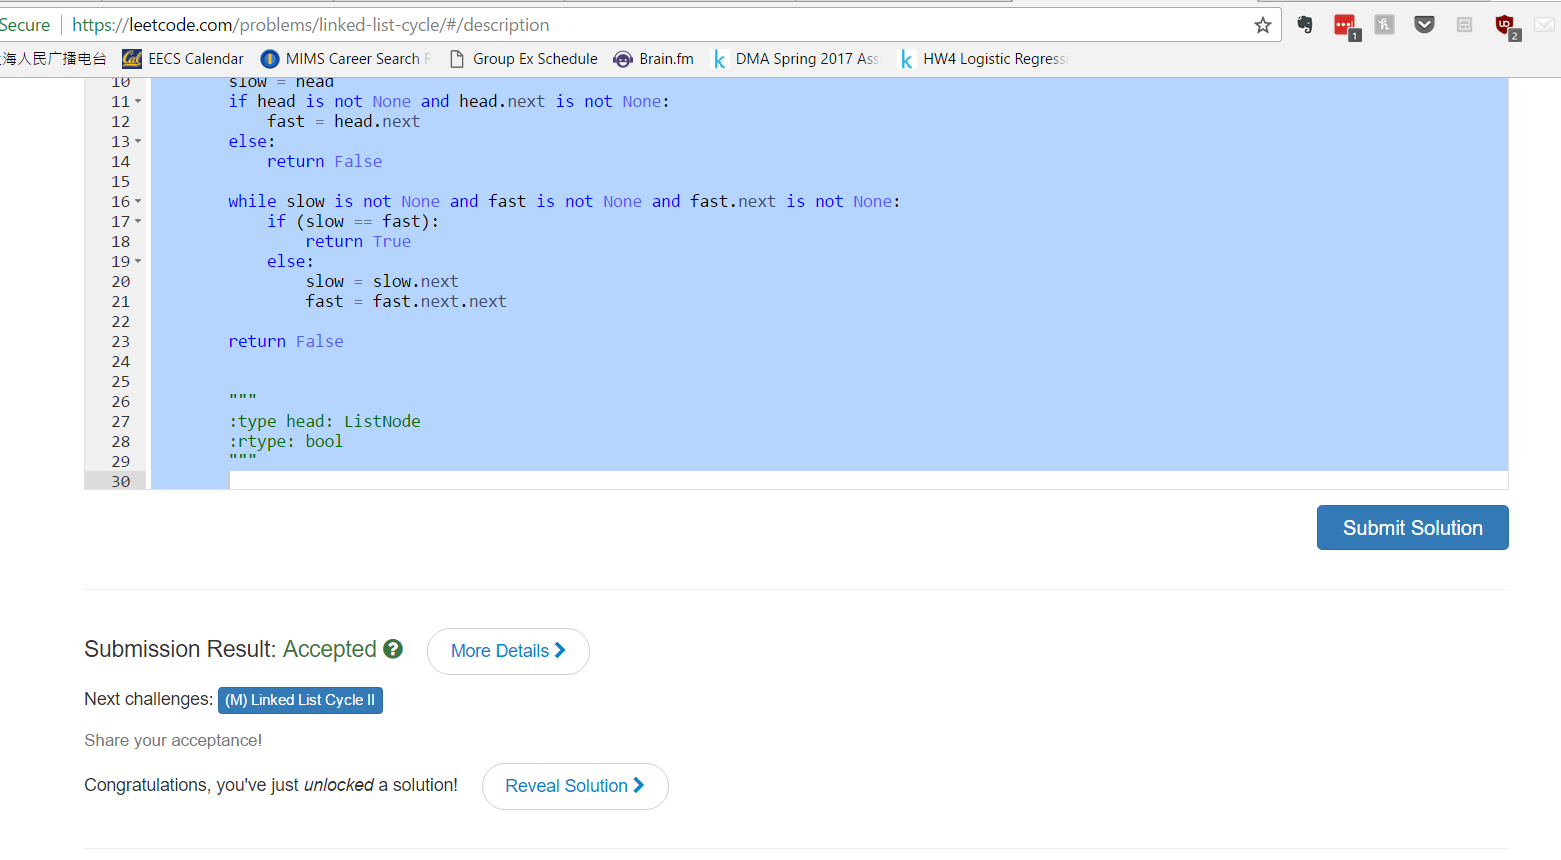 Secure https://leetcode.com/problems/linked-list-cycle/#/description
1 2
海人民广播电台 EECS Calendar MIMS Career Search Group Ex Schedule Brain.fm DMA Spring 2017 Ass HW4 Logistic Regress
10 slow = head
11 if head is not None and head.next is not None:
12 fast = head.next
13 else:
14 return False
15
16 while slow is not None and fast is not None and fast.next is not None:
17 if (slow == fast):
18 return True
19 else:
20 slow = slow.next
21 fast = fast.next.next
22
23 return False
24
25
26 """
27 :type head: ListNode
28 :rtype: bool
29 """
30
Submit Solution
Submission Result: Accepted ? More Details
Next challenges: (M) Linked List Cycle II
Share your acceptance!
Congratulations, you've just unlocked a solution! Reveal Solution